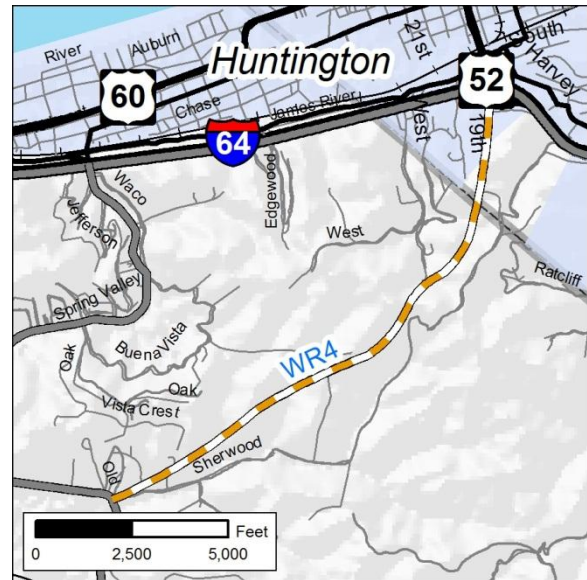 River
Auburn
Huntington
21st
South
Harvey
60
52
Chase
James River
64
West
19th
Waco
Jefferson
Edgewood
West
Ratcliff
Spring Valley
Buena Vista
Oak
Oak
WR4
Vista Crest
Sherwood
Old
Feet
0 2,500 5,000